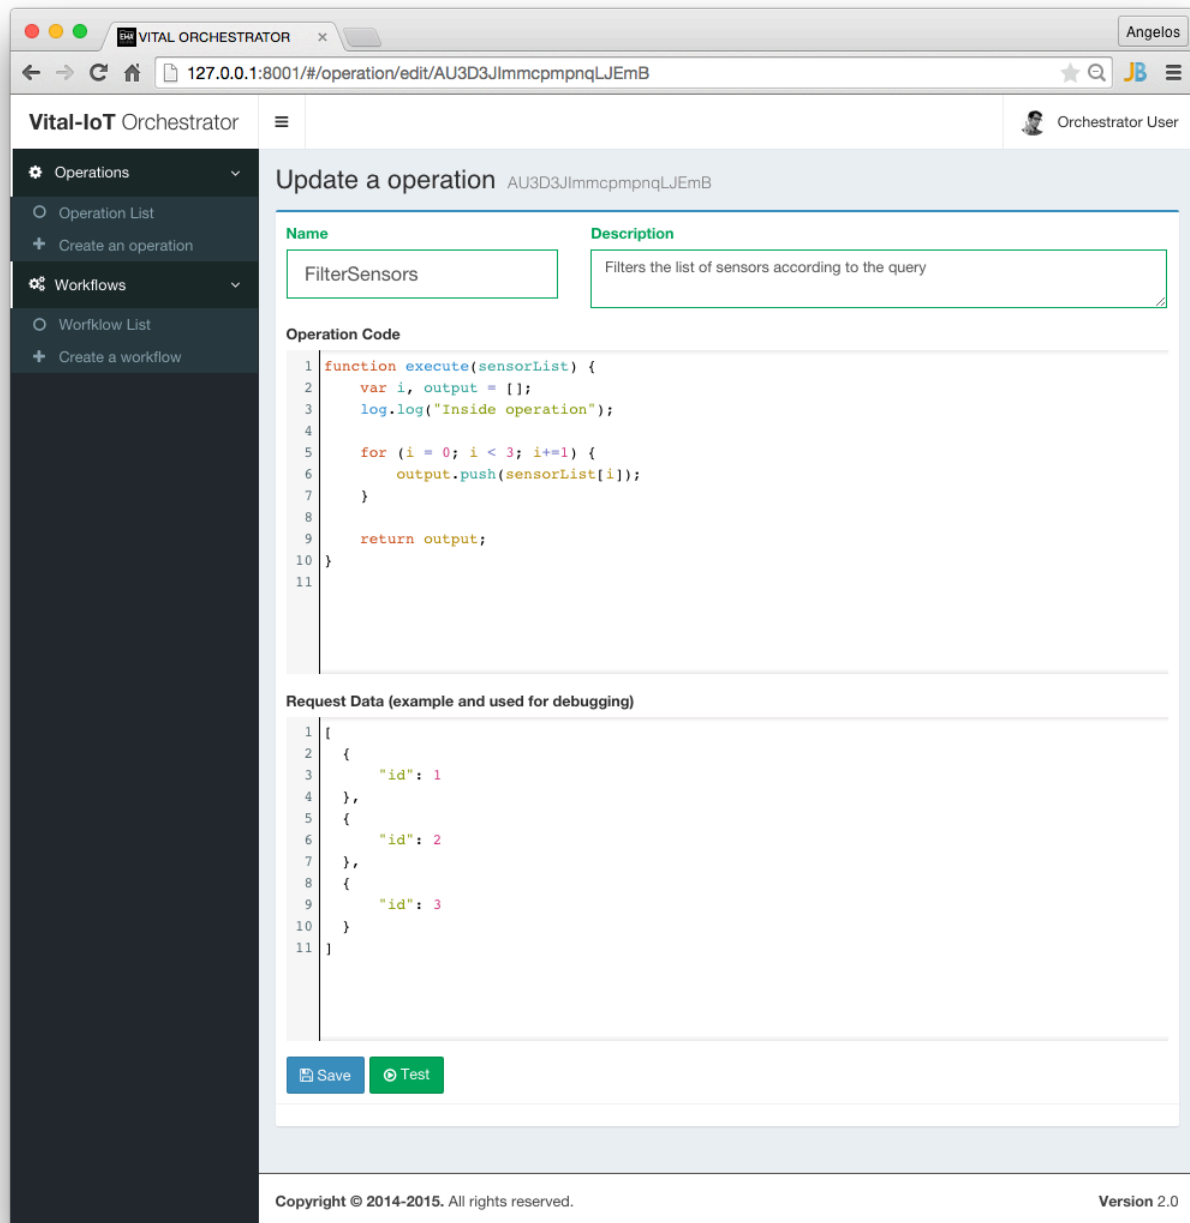 VITAL ORCHESTRATOR
Angelos
127.0.0.1:8001/#/operation/edit/AU3D3JlmmcpmpnqLJEmB
JB
Vital-IoT Orchestrator
Orchestrator User
Operations
Operation List
Create an operation
Workflows
Worfklow List
Create a workflow
Update a operation AU3D3JlmmcpmpnqLJEmB
Name
Description
FilterSensors
Filters the list of sensors according to the query
Operation Code
1 function execute(sensorList) {
2     var i, output = [];
3     log.log("Inside operation");
4
5     for (i = 0; i < 3; i+=1) {
6         output.push(sensorList[i]);
7     }
8
9     return output;
10 }
11
Request Data (example and used for debugging)
1 [
2   {
3       "id": 1
4   },
5   {
6       "id": 2
7   },
8   {
9       "id": 3
10   }
11 ]
Save
Test
Copyright © 2014-2015. All rights reserved.
Version 2.0